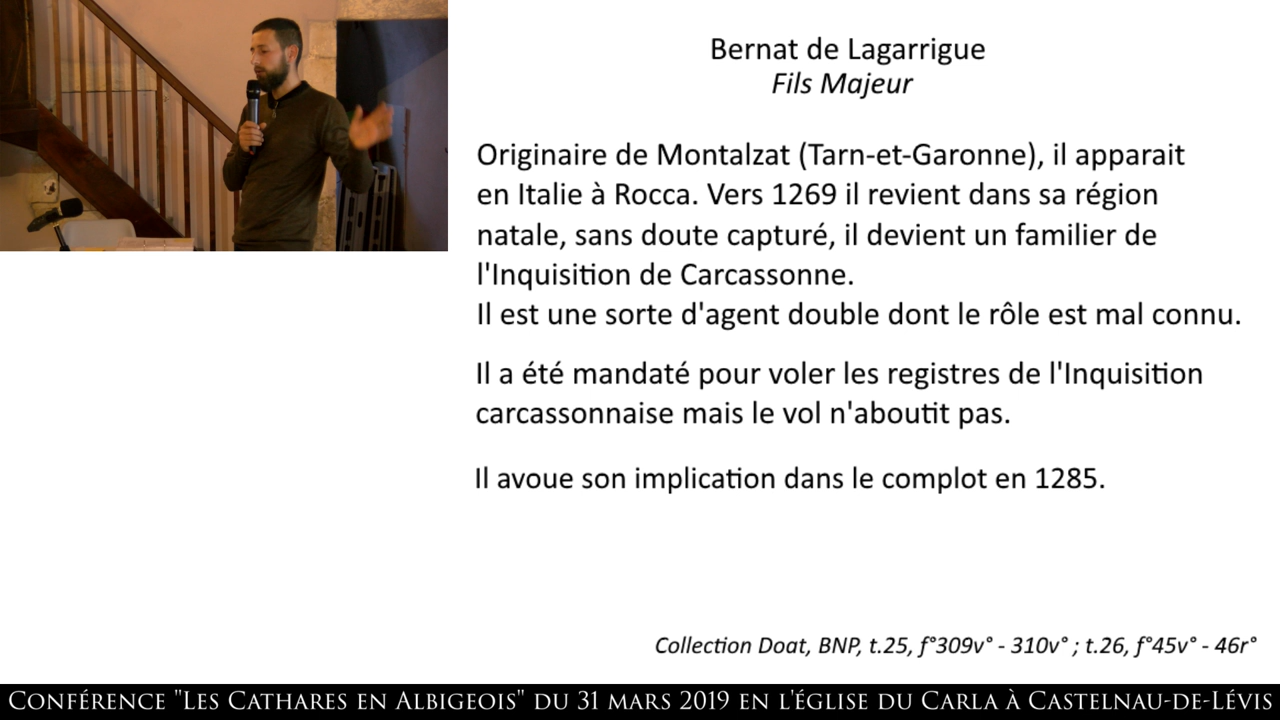 Bernat de Lagarrigue
Fils Majeur
Originaire de Montalzat (Tarn-et-Garonne), il apparait
en Italie à Rocca. Vers 1269 il revient dans sa région
natale, sans doute capturé, il devient un familier de
l'Inquisition de Carcassonne.
Il est une sorte d'agent double dont le rôle est mal connu.
Il a été mandaté pour voler les registres de l'Inquisition
carcassonnaise mais le vol n'aboutit pas.
Il avoue son implication dans le complot en 1285.
Collection Doat, BNP, t.25, f°309v° - 310v° ; t.26, f°45v° - 46r°
Conférence "Les Cathares en Albigeois" du 31 mars 2019 en l'église du Carla à Castelnau-de-Lévis